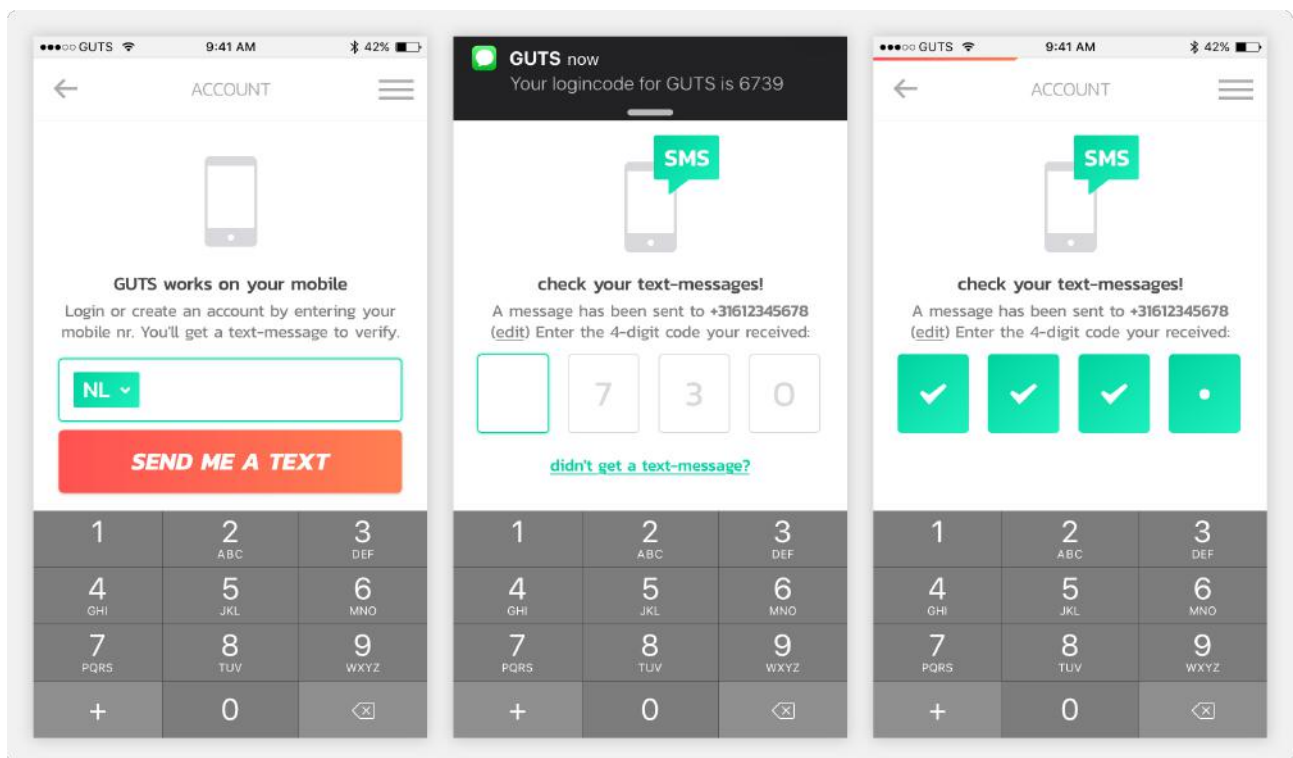 GUTS 9:41 AM 42%
ACCOUNT
GUTS works on your mobile
Login or create an account by entering your
mobile nr. You'll get a text-message to verify.
NL
SEND ME A TEXT
1 2 3
ABC DEF
4 5 6
GHI JKL MNO
7 8 9
PQRS TUV WXYZ
+ 0
GUTS now
Your logincode for GUTS is 6739
SMS
check your text-messages!
A message has been sent to +31612345678
(edit) Enter the 4-digit code your received:
7 3 0
didn't get a text-message?
1 2 3
ABC DEF
4 5 6
GHI JKL MNO
7 8 9
PQRS TUV WXYZ
+ 0
GUTS 9:41 AM 42%
ACCOUNT
SMS
check your text-messages!
A message has been sent to +31612345678
(edit) Enter the 4-digit code your received:
1 2 3
ABC DEF
4 5 6
GHI JKL MNO
7 8 9
PQRS TUV WXYZ
+ 0